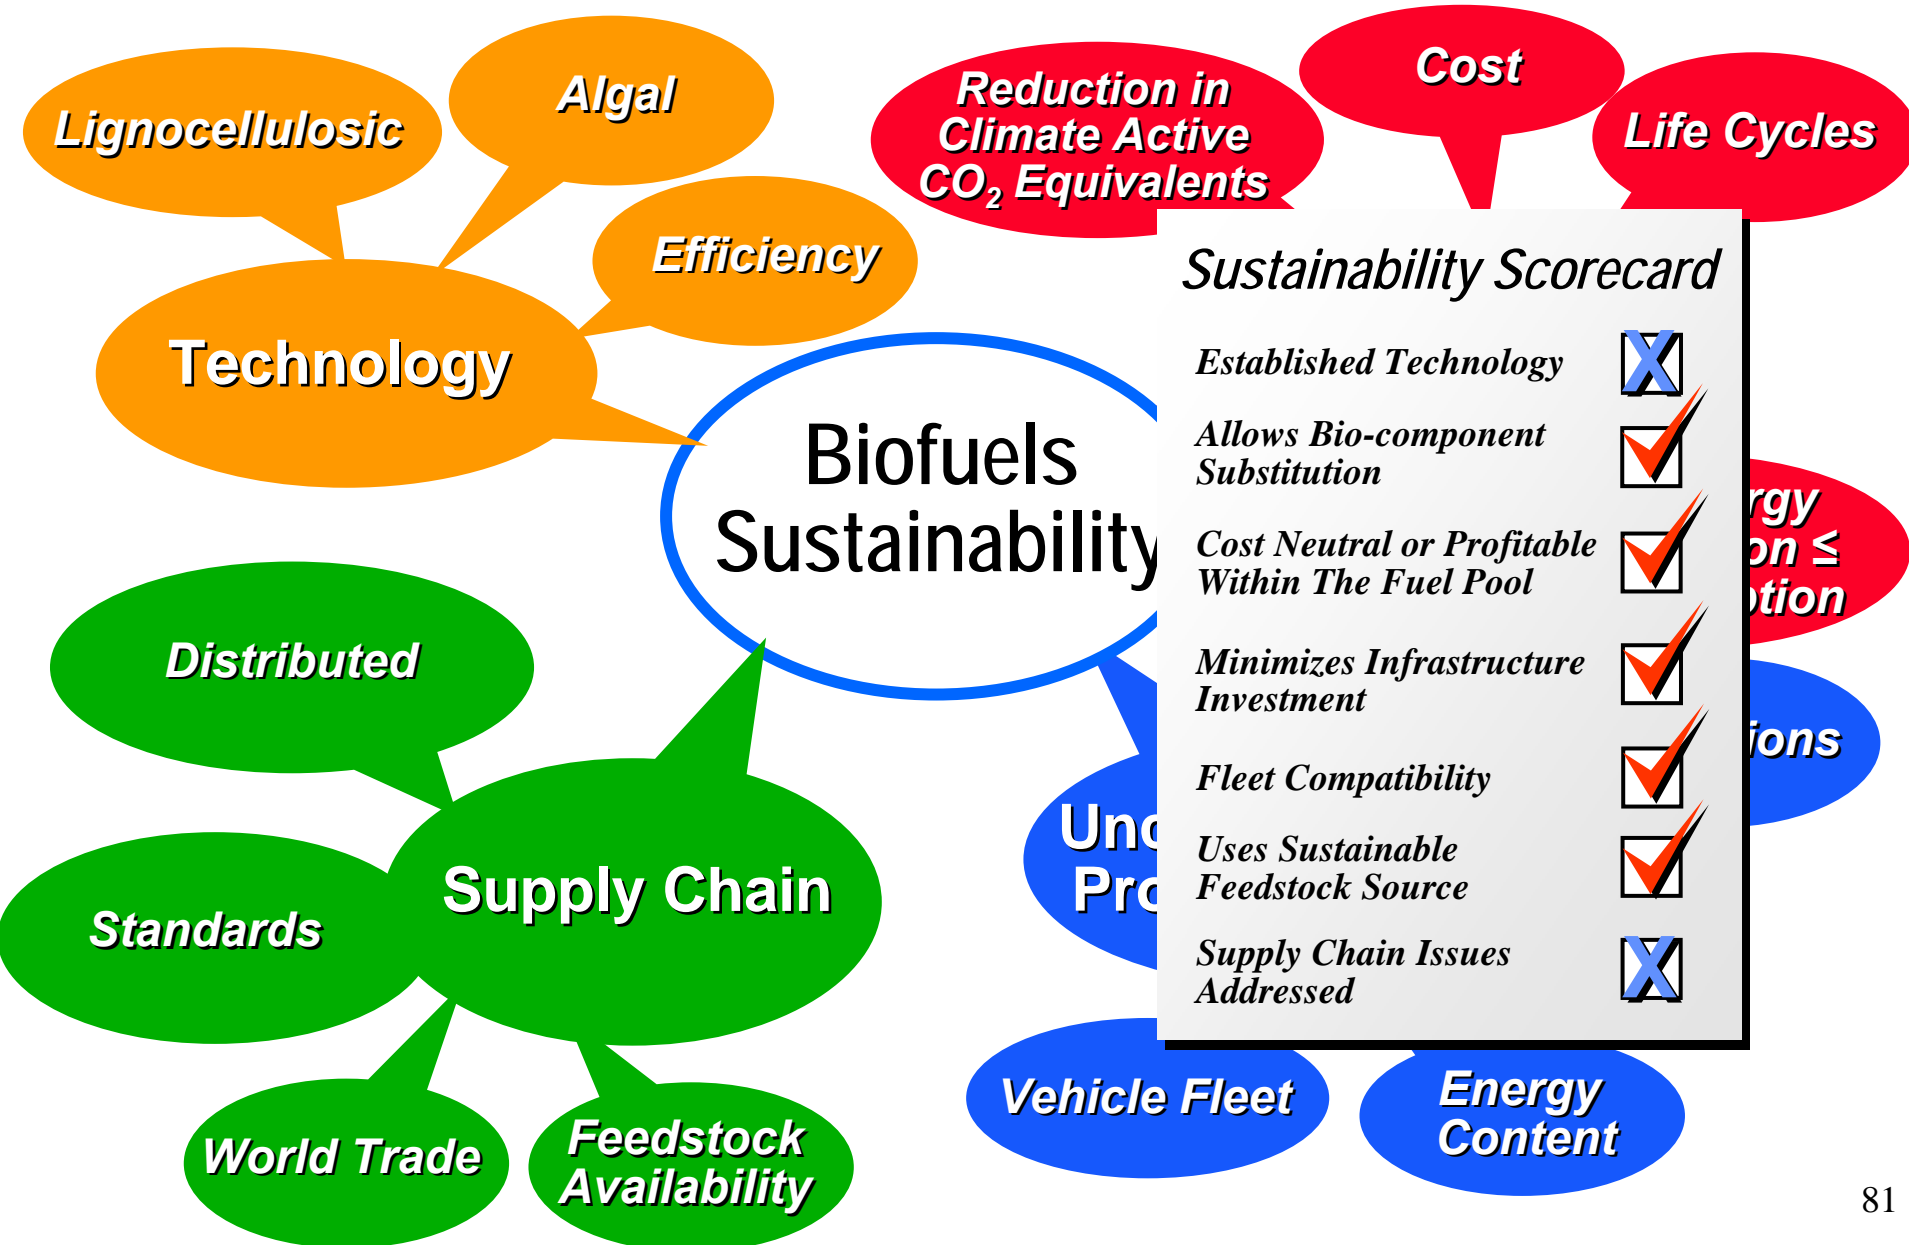 Lignocellulosic
Algal
Efficiency
Technology
Reduction in
Climate Active
CO₂ Equivalents
Cost
Life Cycles
Biofuels
Sustainability
Sustainability Scorecard
Established Technology X
Allows Bio-component
Substitution
Cost Neutral or Profitable
Within The Fuel Pool
Minimizes Infrastructure
Investment
Fleet Compatibility
Uses Sustainable
Feedstock Source
Supply Chain Issues X
Addressed
≤
Distributed
Standards
Supply Chain
World Trade
Feedstock
Availability
Vehicle Fleet
Energy
Content
81